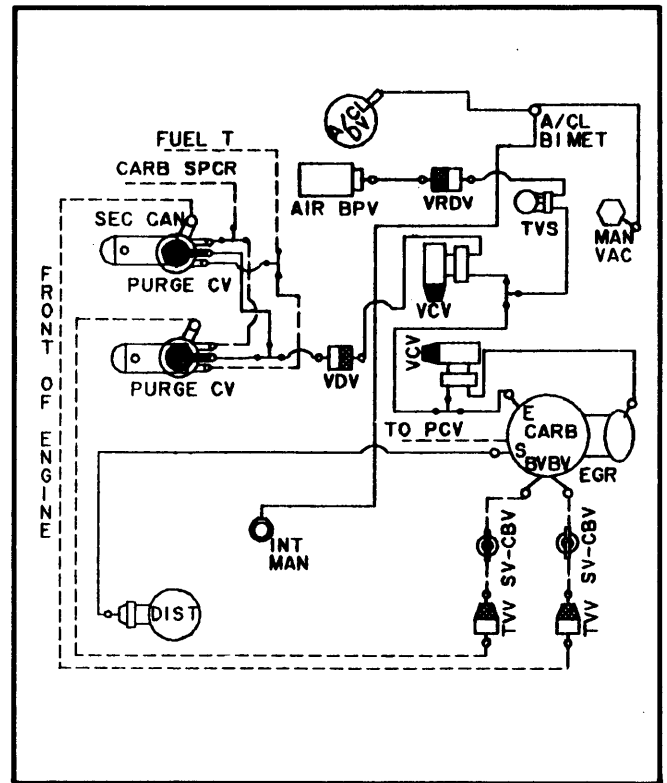 A/CL
DV
A/CL
BIMET
FUEL T
CARB SPCR
AIR BPV
VRDV
TVS
MAN
VAC
SEC CAN
PURGE CV
VCV
FRONT OF ENGINE
PURGE CV
VDV
VCV
TO PCV
E
CARB
S
BV BV
EGR
INT
MAN
SV-CBV
SV-CBV
DIST
TVV
TVV